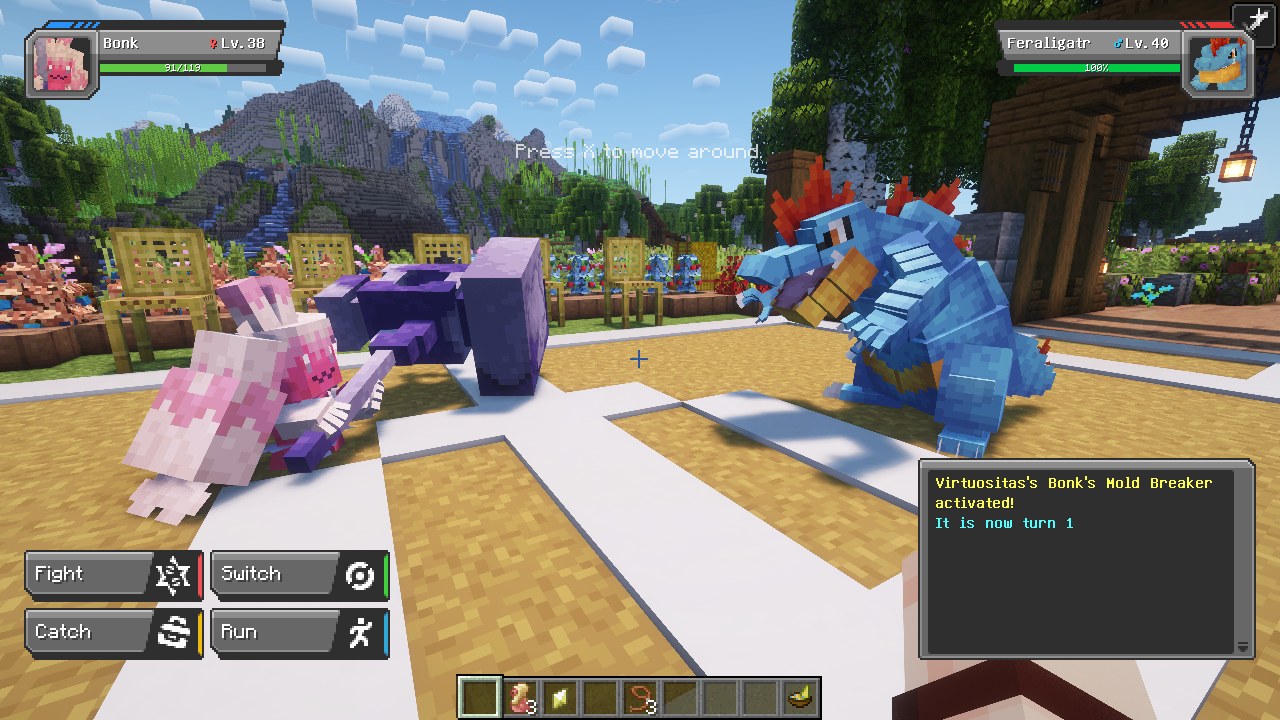 Bonk ♀Lv.38
91/119
Feraligatr ♂Lv.40
100%
Press X to move around.
Virtuositas's Bonk's Mold Breaker
activated!
It is now turn 1
Fight
Switch
Catch
Run
3
3